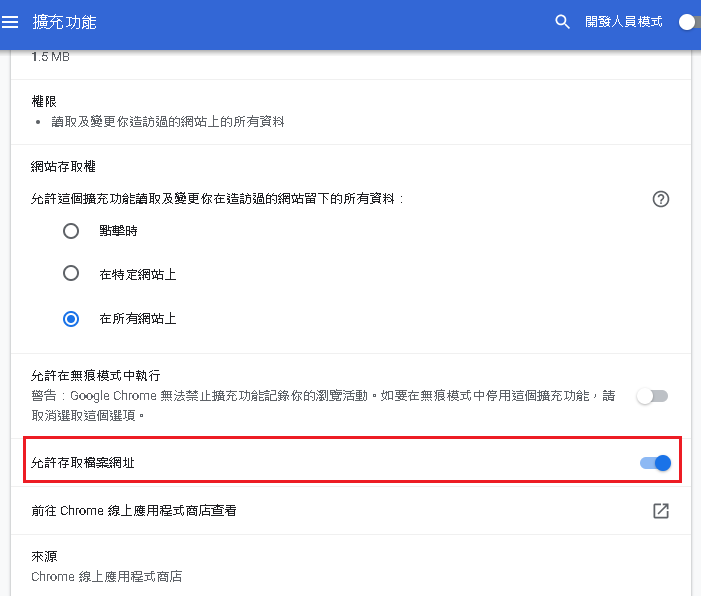 擴充功能
開發人員模式
1.5 MB
權限
• 讀取及變更你造訪過的網站上的所有資料
網站存取權
允許這個擴充功能讀取及變更你在造訪過的網站留下的所有資料：
點擊時
在特定網站上
在所有網站上
允許在無痕模式中執行
警告：Google Chrome 無法禁止擴充功能記錄你的瀏覽活動。如要在無痕模式中停用這個擴充功能，請
取消選取這個選項。
允許存取檔案網址
前往 Chrome 線上應用程式商店查看
來源
Chrome 線上應用程式商店